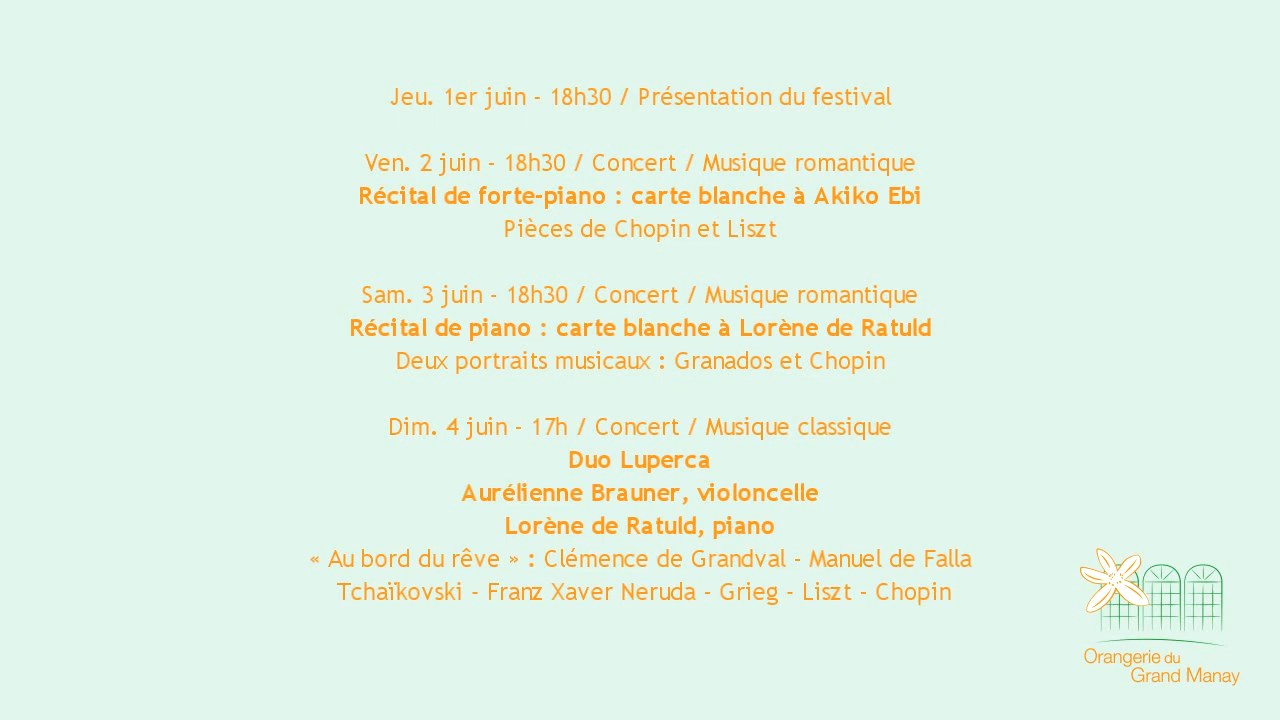 Jeu. 1er juin - 18h30 / Présentation du festival
Ven. 2 juin - 18h30 / Concert / Musique romantique
Récital de forte-piano : carte blanche à Akiko Ebi
Pièces de Chopin et Liszt
Sam. 3 juin - 18h30 / Concert / Musique romantique
Récital de piano : carte blanche à Lorène de Ratuld
Deux portraits musicaux : Granados et Chopin
Dim. 4 juin - 17h / Concert / Musique classique
Duo Luperca
Aurélienne Brauner, violoncelle
Lorène de Ratuld, piano
« Au bord du rêve » : Clémence de Grandval - Manuel de Falla
Tchaïkovski - Franz Xaver Neruda - Grieg - Liszt - Chopin
Orangerie du
Grand Manay